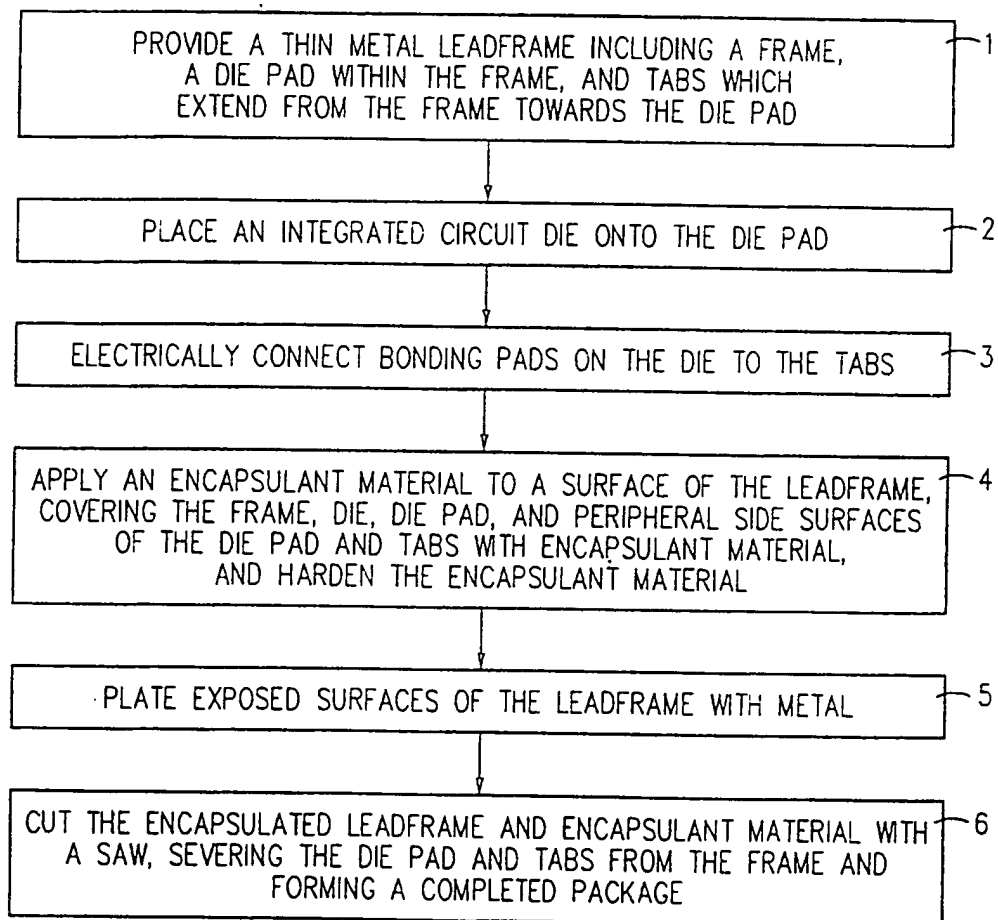 PROVIDE A THIN METAL LEADFRAME INCLUDING A FRAME,
A DIE PAD WITHIN THE FRAME, AND TABS WHICH
EXTEND FROM THE FRAME TOWARDS THE DIE PAD
1
PLACE AN INTEGRATED CIRCUIT DIE ONTO THE DIE PAD
2
ELECTRICALLY CONNECT BONDING PADS ON THE DIE TO THE TABS
3
APPLY AN ENCAPSULANT MATERIAL TO A SURFACE OF THE LEADFRAME,
COVERING THE FRAME, DIE, DIE PAD, AND PERIPHERAL SIDE SURFACES
OF THE DIE PAD AND TABS WITH ENCAPSULANT MATERIAL,
AND HARDEN THE ENCAPSULANT MATERIAL
4
PLATE EXPOSED SURFACES OF THE LEADFRAME WITH METAL
5
CUT THE ENCAPSULATED LEADFRAME AND ENCAPSULANT MATERIAL WITH
A SAW, SEVERING THE DIE PAD AND TABS FROM THE FRAME AND
FORMING A COMPLETED PACKAGE
6